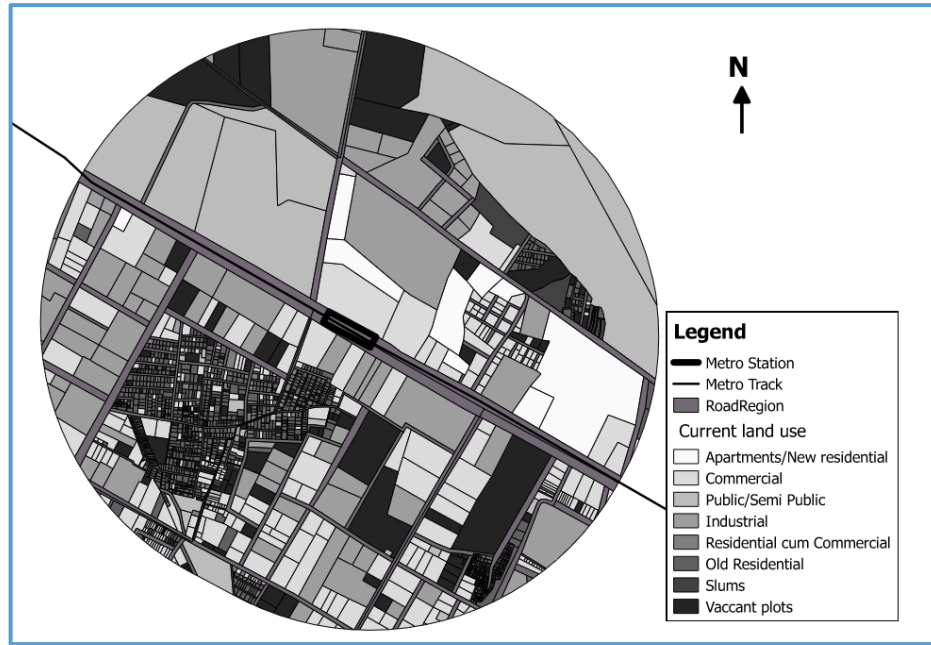 N
Legend
Metro Station
Metro Track
RoadRegion
Current land use
Apartments/New residential
Commercial
Public/Semi Public
Industrial
Residential cum Commercial
Old Residential
Slums
Vaccant plots